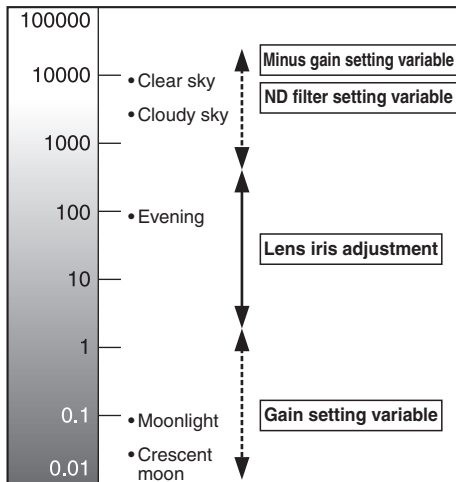 100000
10000
1000
100
10
1
0.1
0.01
• Clear sky
• Cloudy sky
• Evening
• Moonlight
• Crescent
moon
Minus gain setting variable
ND filter setting variable
Lens iris adjustment
Gain setting variable